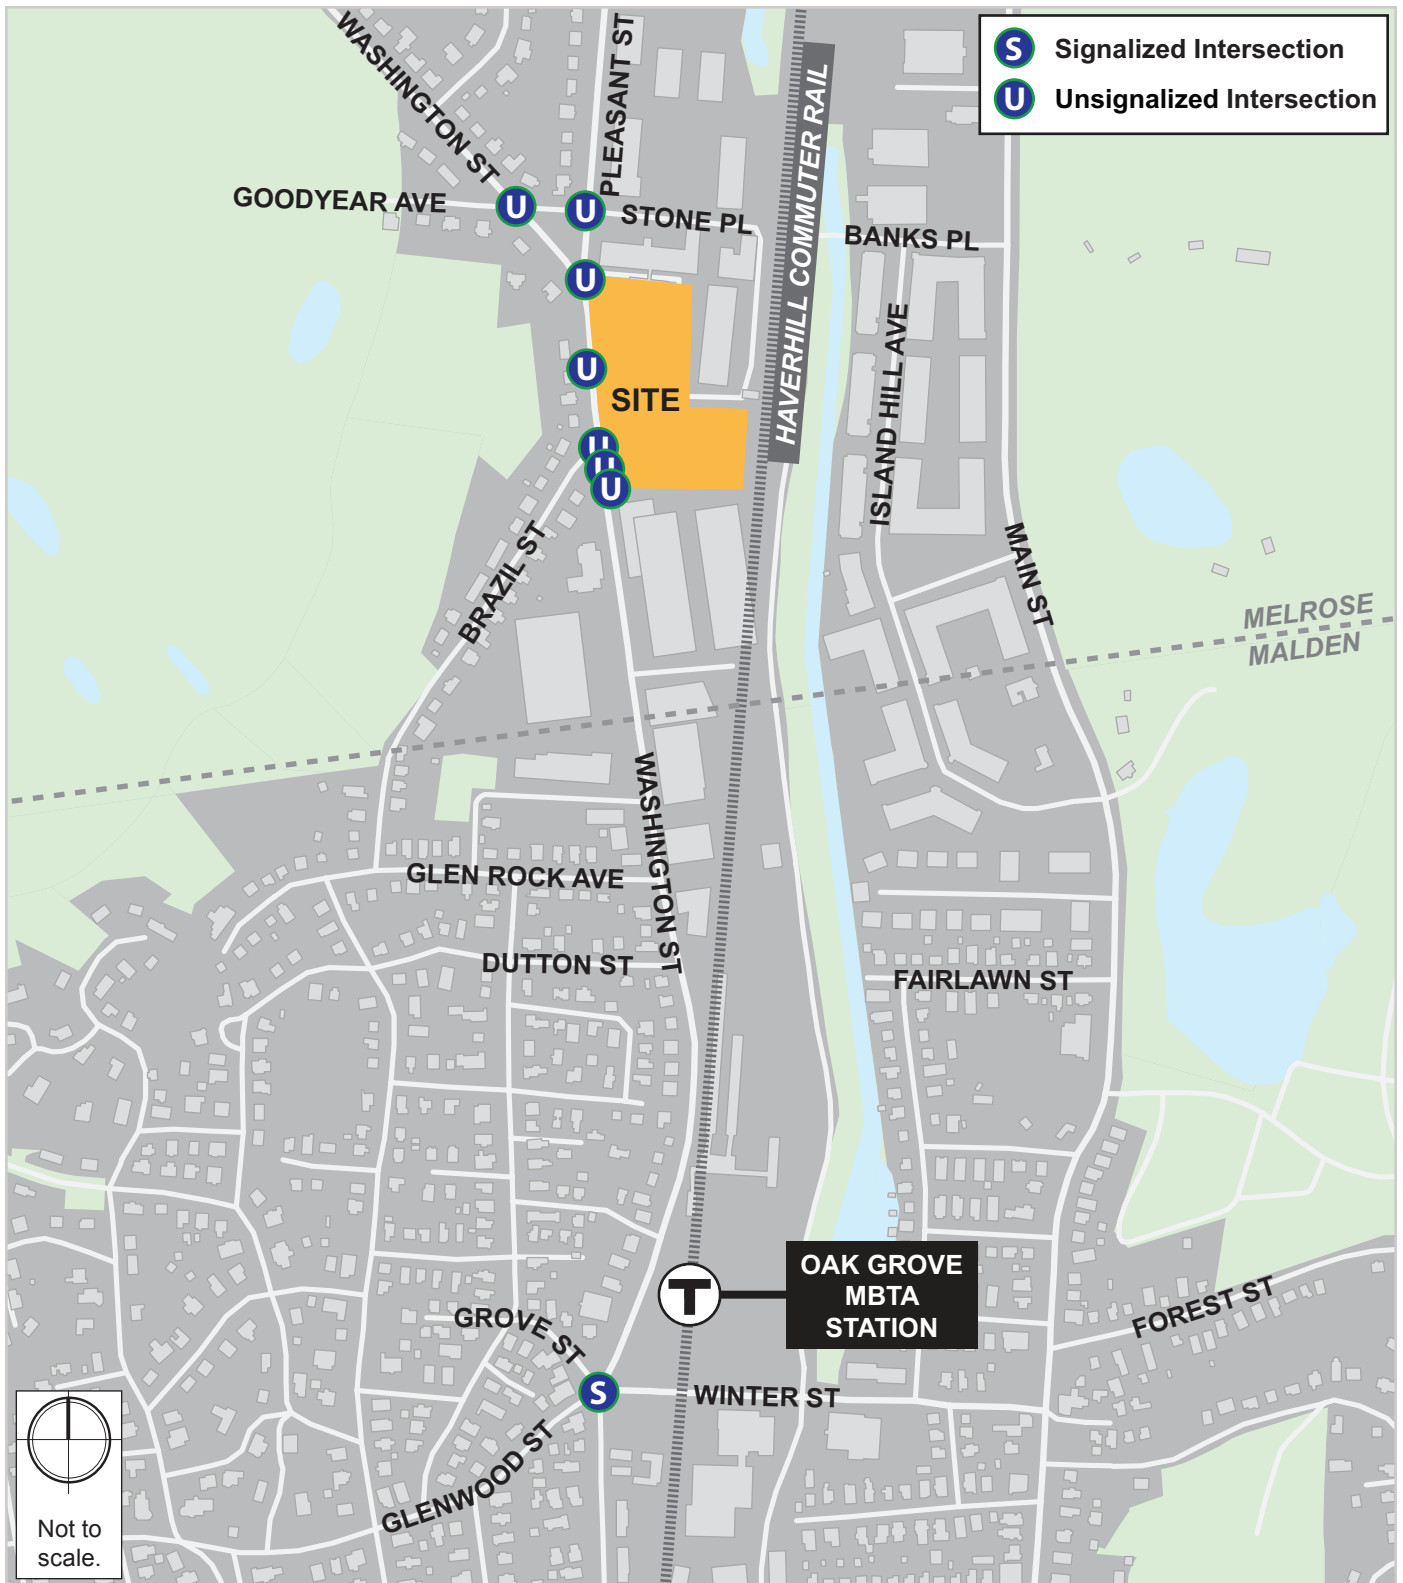 WASHINGTON ST
PLEASANT ST
S Signalized Intersection
U Unsignalized Intersection
HAVERHILL COMMUTER RAIL
GOODYEAR AVE
U
U
STONE PL
BANKS PL
U
U
SITE
ISLAND HILL AVE
U
U
U
BRAZIL ST
MAIN ST
MELROSE
MALDEN
WASHINGTON ST
GLEN ROCK AVE
DUTTON ST
FAIRLAWN ST
T
OAK GROVE
MBTA
STATION
GROVE ST
FOREST ST
S
WINTER ST
GLENWOOD ST
Not to
scale.